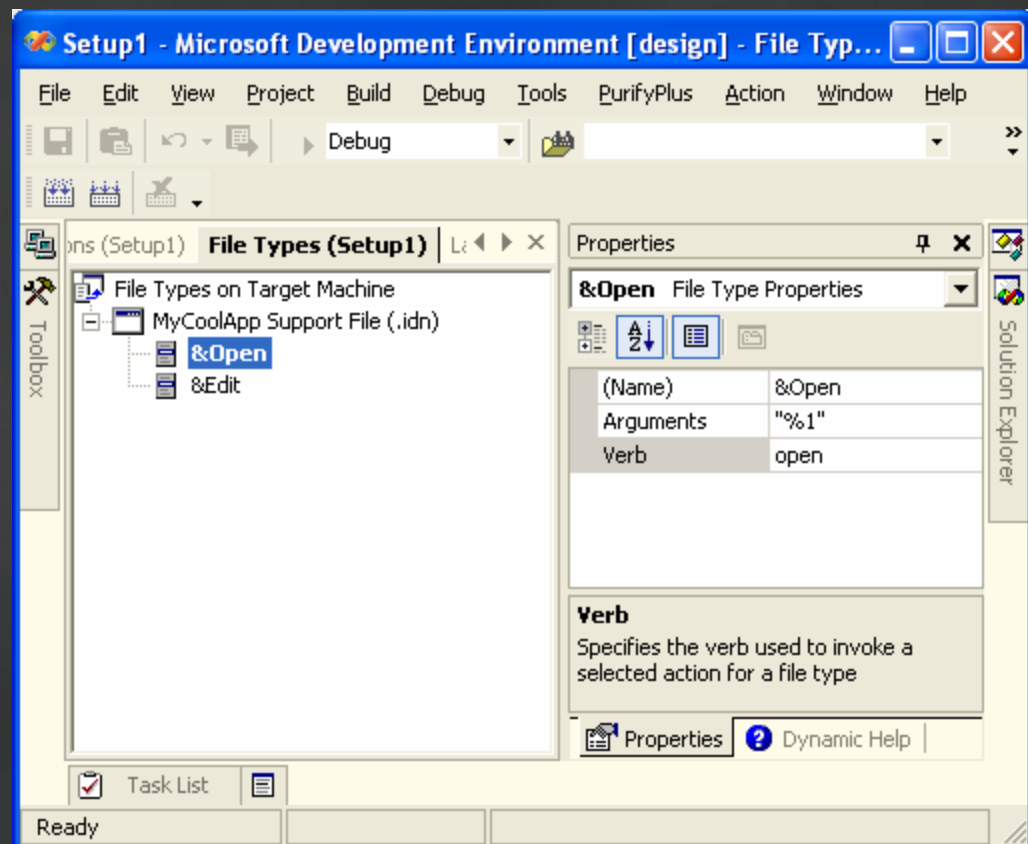 Setup1 - Microsoft Development Environment [design] - File Typ...
File Edit View Project Build Debug Tools PurifyPlus Action Window Help
Debug
ons (Setup1) File Types (Setup1) La
File Types on Target Machine
MyCoolApp Support File (.idn)
&Open
&Edit
Toolbox
Properties
&Open File Type Properties
(Name) &Open
Arguments "%1"
Verb open
Verb
Specifies the verb used to invoke a
selected action for a file type
Properties Dynamic Help
Solution Explorer
Task List
Ready